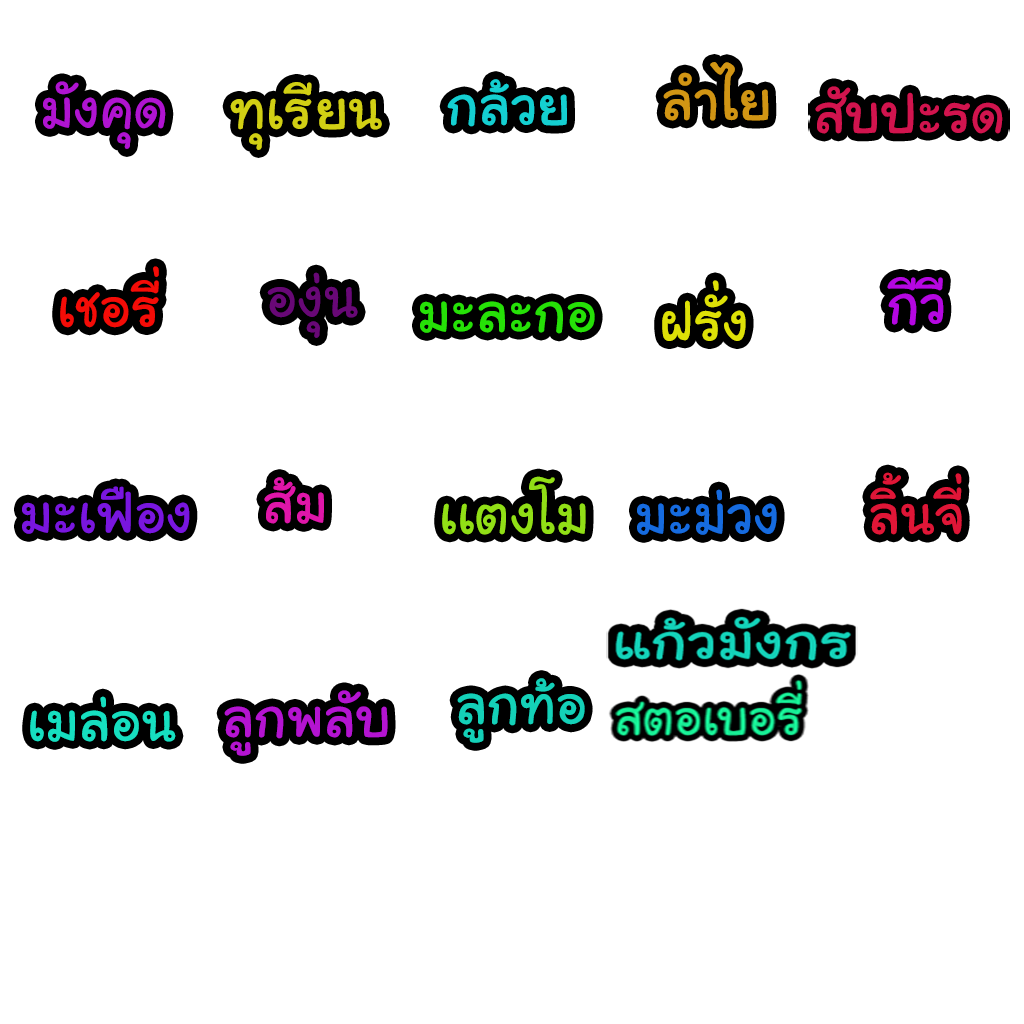 มังคุด ทุเรียน กล้วย ลำไย สับปะรด
เชอรี่ องุ่น มะละกอ ฝรั่ง กีวี
มะเฟือง ส้ม แตงโม มะม่วง ลิ้นจี่
แก้วมังกร
เมล่อน ลูกพลับ ลูกท้อ สตอเบอรี่